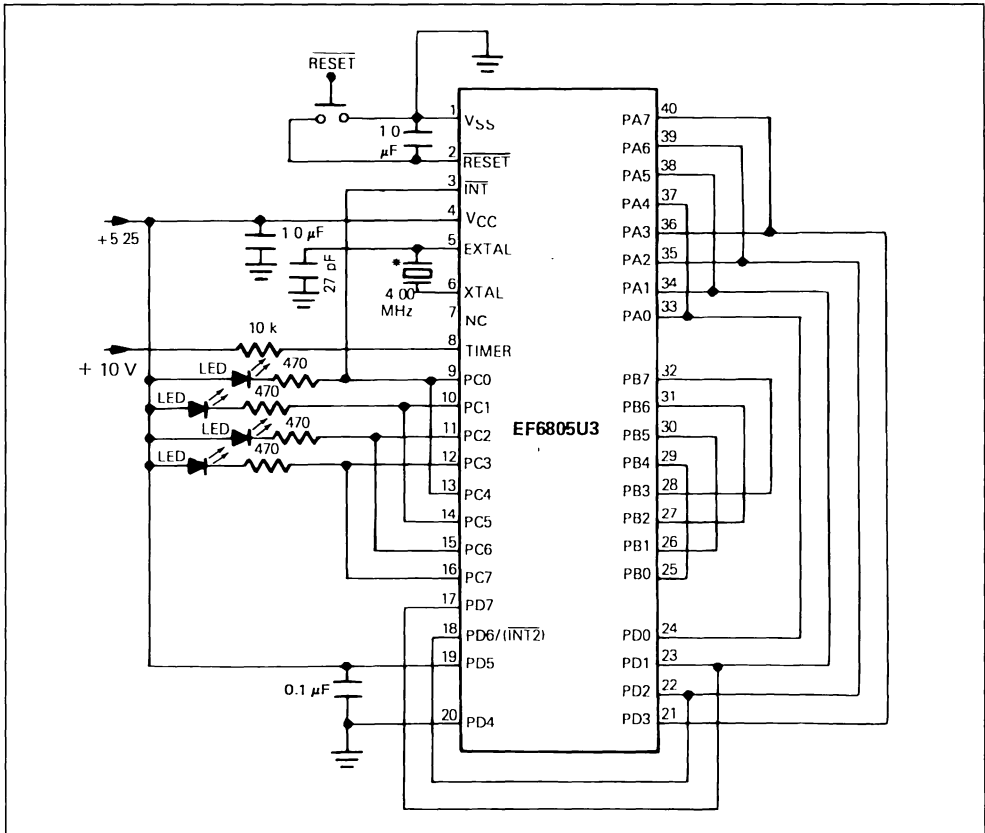 RESET
1 0
µF
+5 25
1 0 µF
27 pF
*
4 00
MHz
10 k
+ 10 V
LED
470
LED
470
LED
470
LED
470
0.1 µF
EF6805U3
1 VSS
2 RESET
3 INT
4 VCC
5 EXTAL
6 XTAL
7 NC
8 TIMER
9 PC0
10 PC1
11 PC2
12 PC3
13 PC4
14 PC5
15 PC6
16 PC7
17 PD7
18 PD6/(INT2)
19 PD5
20 PD4
PA7 40
PA6 39
PA5 38
PA4 37
PA3 36
PA2 35
PA1 34
PA0 33
PB7 32
PB6 31
PB5 30
PB4 29
PB3 28
PB2 27
PB1 26
PB0 25
PD0 24
PD1 23
PD2 22
PD3 21